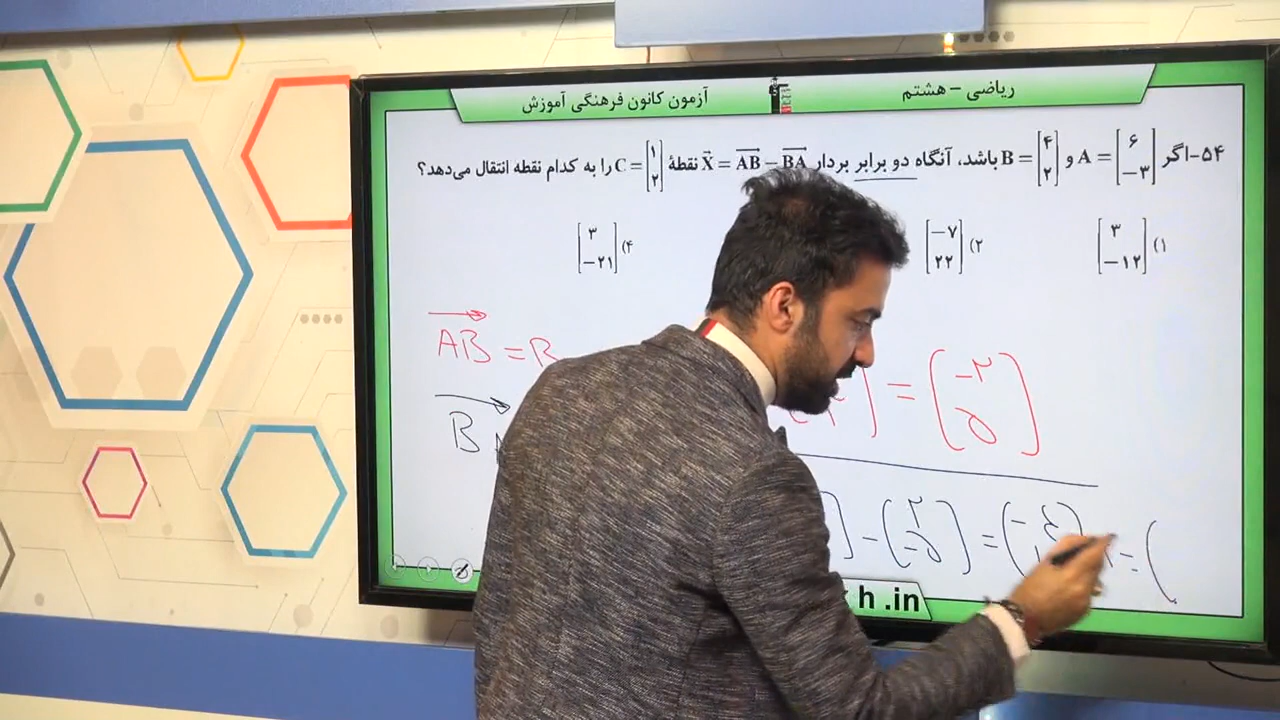 ریاضی – هشتم
آزمون کانون فرهنگی آموزش
۵۴- اگر A = [۶ −۳] و B = [۴ ۲] باشد، آنگاه دو برابر بردار X = AB − BA نقطهٔ C = [۱ ۲] را به کدام نقطه انتقال می‌دهد؟
۱) [۳ −۱۲]
۲) [−۷ ۲۲]
۴) [۳ −۲۱]
AB = B
= (−۲ ۵)
B
− (۲ −۵) = (−۴
= (
h .in